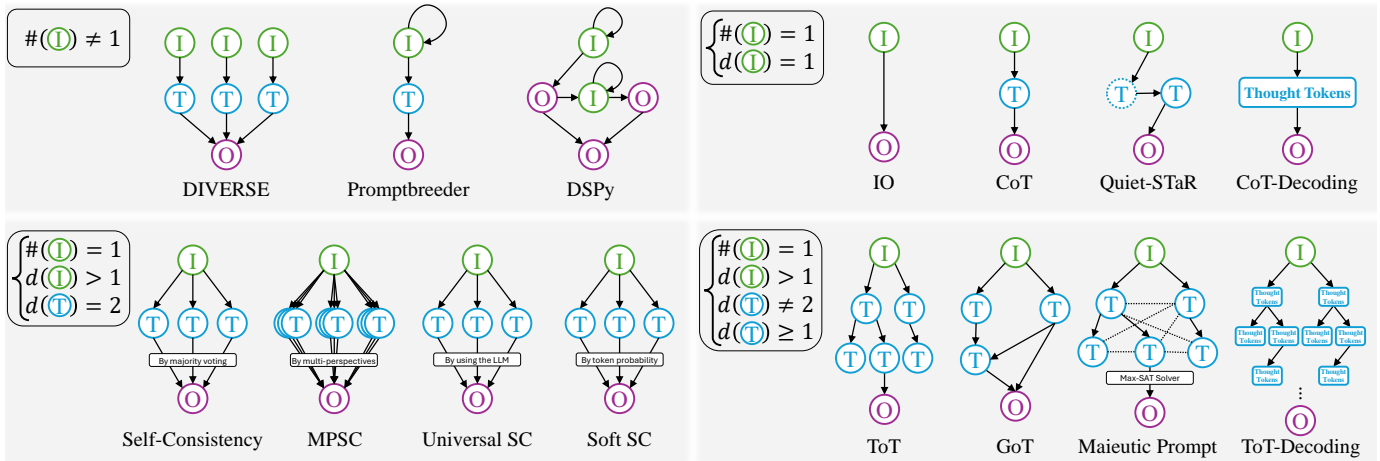 #(I) ≠ 1
I I I
T T T
O
DIVERSE
I
T
O
Promptbreeder
I
O I O
O
DSPy
#(I) = 1
d(I) = 1
I
O
IO
I
T
O
CoT
I
T T
O
Quiet-STaR
I
Thought Tokens
O
CoT-Decoding
#(I) = 1
d(I) > 1
d(T) = 2
I
T T T
By majority voting
O
Self-Consistency
I
T T T
By multi-perspectives
O
MPSC
I
T T T
By using the LLM
O
Universal SC
I
T T T
By token probability
O
Soft SC
#(I) = 1
d(I) > 1
d(T) ≠ 2
d(T) ≥ 1
I
T T
T T T
O
ToT
I
T T
T
O
GoT
I
T T
T T T
Max-SAT Solver
O
Maieutic Prompt
I
Thought Tokens Thought Tokens
Thought Tokens Thought Tokens Thought Tokens Thought Tokens
Thought Tokens Thought Tokens
⋮
O
ToT-Decoding